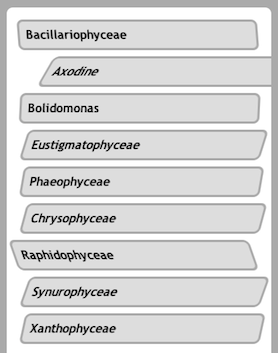 Bacillariophyceae
Axodine
Bolidomonas
Eustigmatophyceae
Phaeophyceae
Chrysophyceae
Raphidophyceae
Synurophyceae
Xanthophyceae